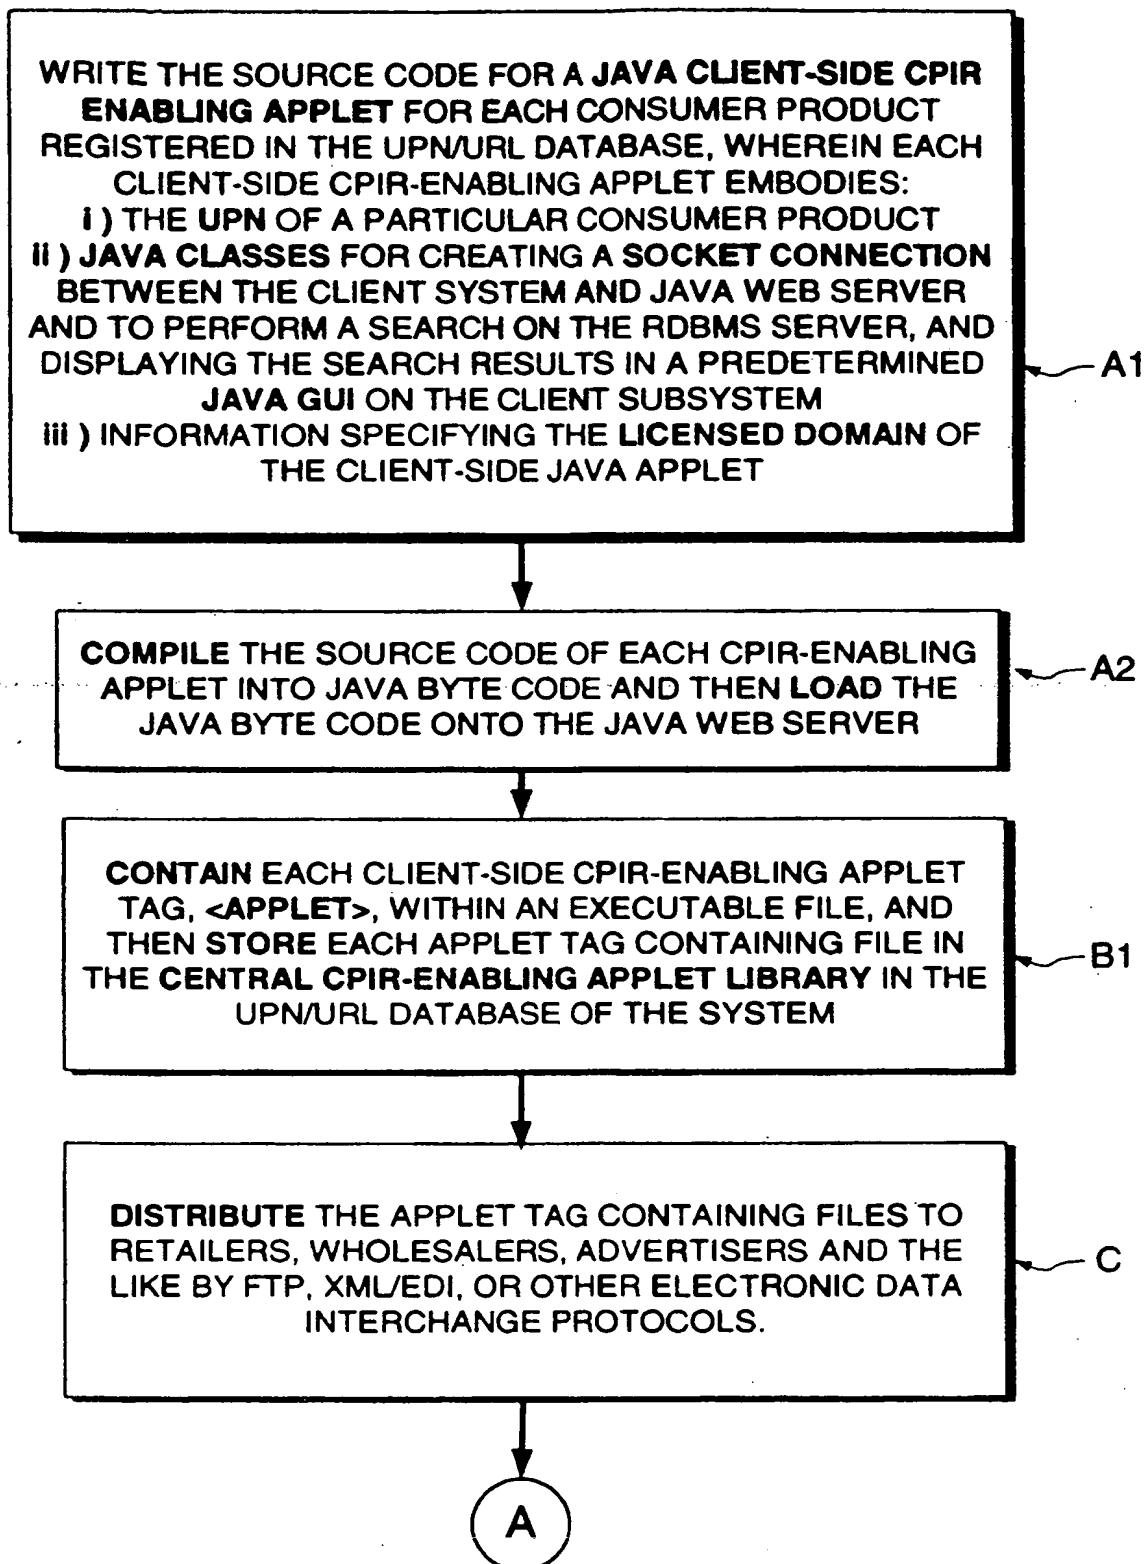 WRITE THE SOURCE CODE FOR A JAVA CLIENT-SIDE CPIR
ENABLING APPLET FOR EACH CONSUMER PRODUCT
REGISTERED IN THE UPN/URL DATABASE, WHEREIN EACH
CLIENT-SIDE CPIR-ENABLING APPLET EMBODIES:
i ) THE UPN OF A PARTICULAR CONSUMER PRODUCT
ii ) JAVA CLASSES FOR CREATING A SOCKET CONNECTION
BETWEEN THE CLIENT SYSTEM AND JAVA WEB SERVER
AND TO PERFORM A SEARCH ON THE RDBMS SERVER, AND
DISPLAYING THE SEARCH RESULTS IN A PREDETERMINED
JAVA GUI ON THE CLIENT SUBSYSTEM
iii ) INFORMATION SPECIFYING THE LICENSED DOMAIN OF
THE CLIENT-SIDE JAVA APPLET
A1
COMPILE THE SOURCE CODE OF EACH CPIR-ENABLING
APPLET INTO JAVA BYTE CODE AND THEN LOAD THE
JAVA BYTE CODE ONTO THE JAVA WEB SERVER
A2
CONTAIN EACH CLIENT-SIDE CPIR-ENABLING APPLET
TAG, <APPLET>, WITHIN AN EXECUTABLE FILE, AND
THEN STORE EACH APPLET TAG CONTAINING FILE IN
THE CENTRAL CPIR-ENABLING APPLET LIBRARY IN THE
UPN/URL DATABASE OF THE SYSTEM
B1
DISTRIBUTE THE APPLET TAG CONTAINING FILES TO
RETAILERS, WHOLESALERS, ADVERTISERS AND THE
LIKE BY FTP, XML/EDI, OR OTHER ELECTRONIC DATA
INTERCHANGE PROTOCOLS.
C
A